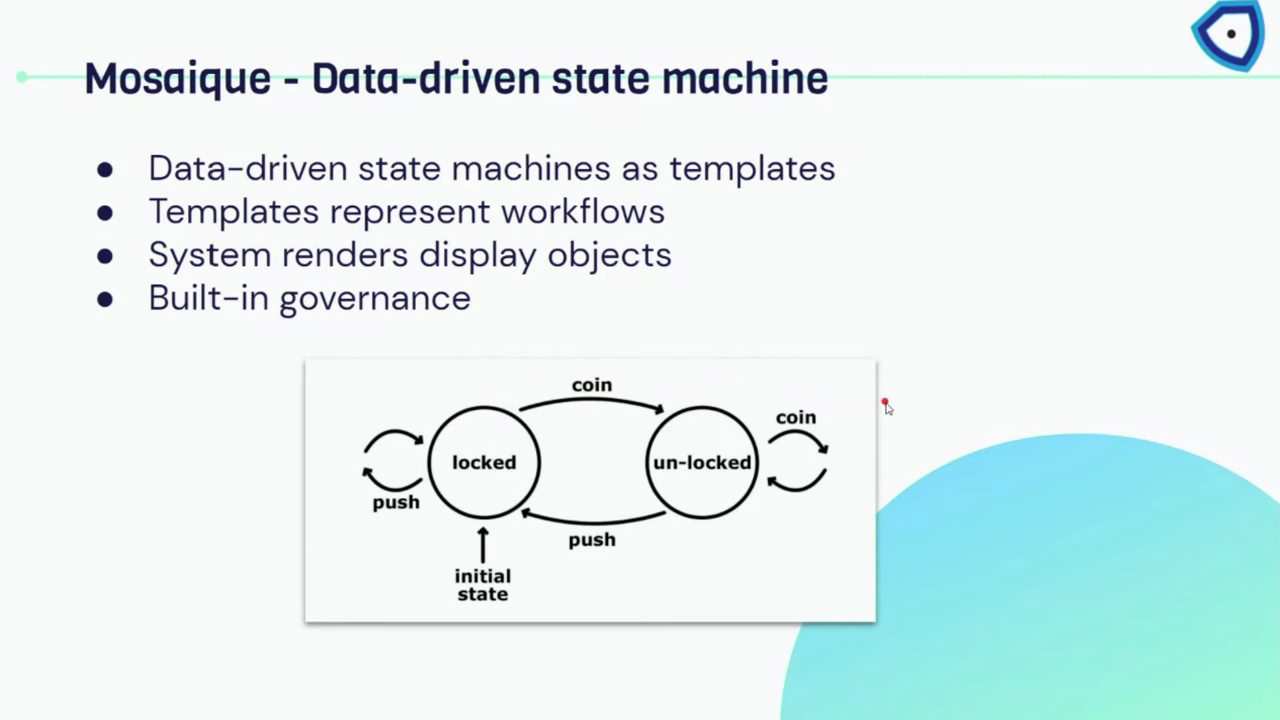 Mosaique - Data-driven state machine
● Data-driven state machines as templates
● Templates represent workflows
● System renders display objects
● Built-in governance
coin
coin
locked
un-locked
push
push
initial
state